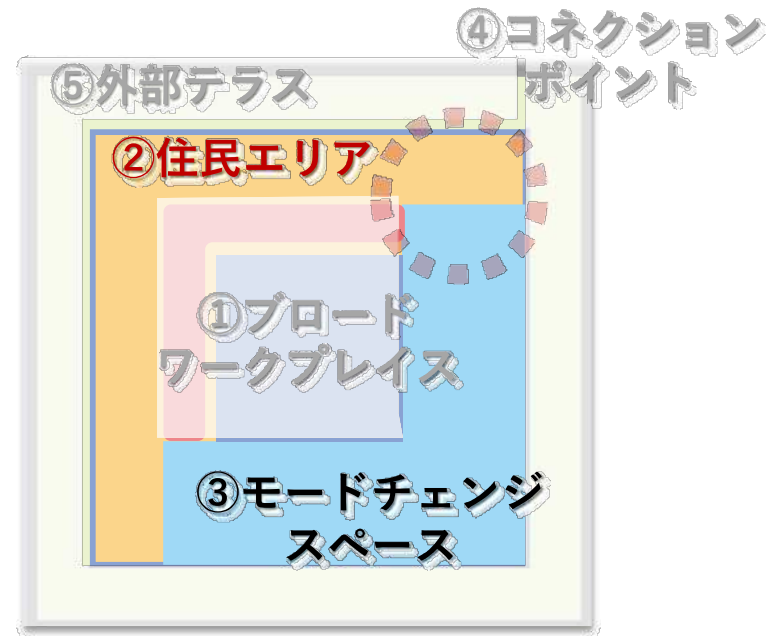 ④コネクション
ポイント
⑤外部テラス
②住民エリア
①ブロード
ワークプレイス
③モードチェンジ
スペース